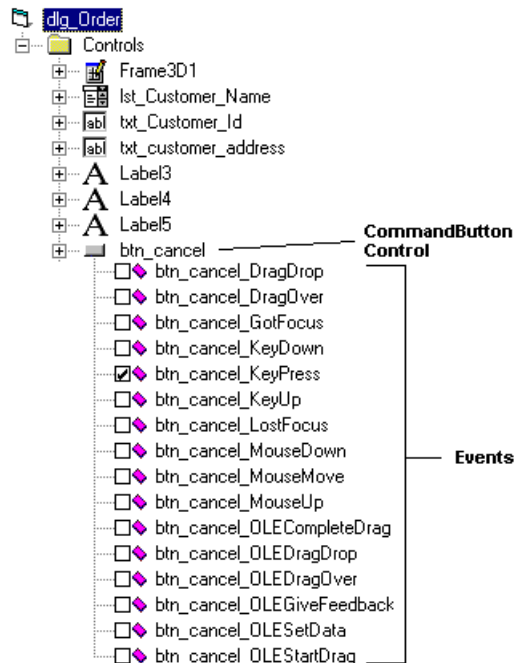 dlg_Order
Controls
Frame3D1
lst_Customer_Name
txt_Customer_Id
txt_customer_address
Label3
Label4
Label5
btn_cancel
CommandButton
Control
btn_cancel_DragDrop
btn_cancel_DragOver
btn_cancel_GotFocus
btn_cancel_KeyDown
btn_cancel_KeyPress
btn_cancel_KeyUp
btn_cancel_LostFocus
btn_cancel_MouseDown
Events
btn_cancel_MouseMove
btn_cancel_MouseUp
btn_cancel_OLECompleteDrag
btn_cancel_OLEDragDrop
btn_cancel_OLEDragOver
btn_cancel_OLEGiveFeedback
btn_cancel_OLESetData
btn_cancel_OLEStartDrag